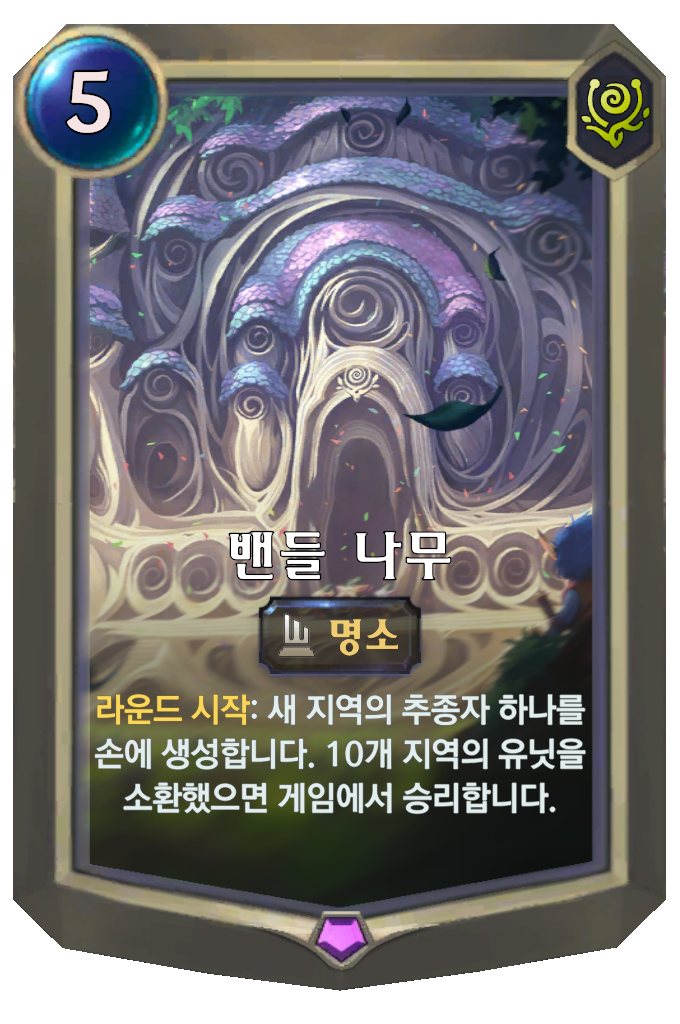 5
밴들 나무
명소
라운드 시작: 새 지역의 추종자 하나를
손에 생성합니다. 10개 지역의 유닛을
소환했으면 게임에서 승리합니다.